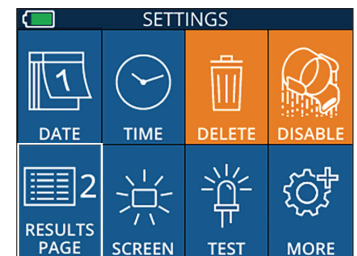 SETTINGS
1
DATE
TIME
DELETE
DISABLE
2
RESULTS
PAGE
SCREEN
TEST
MORE